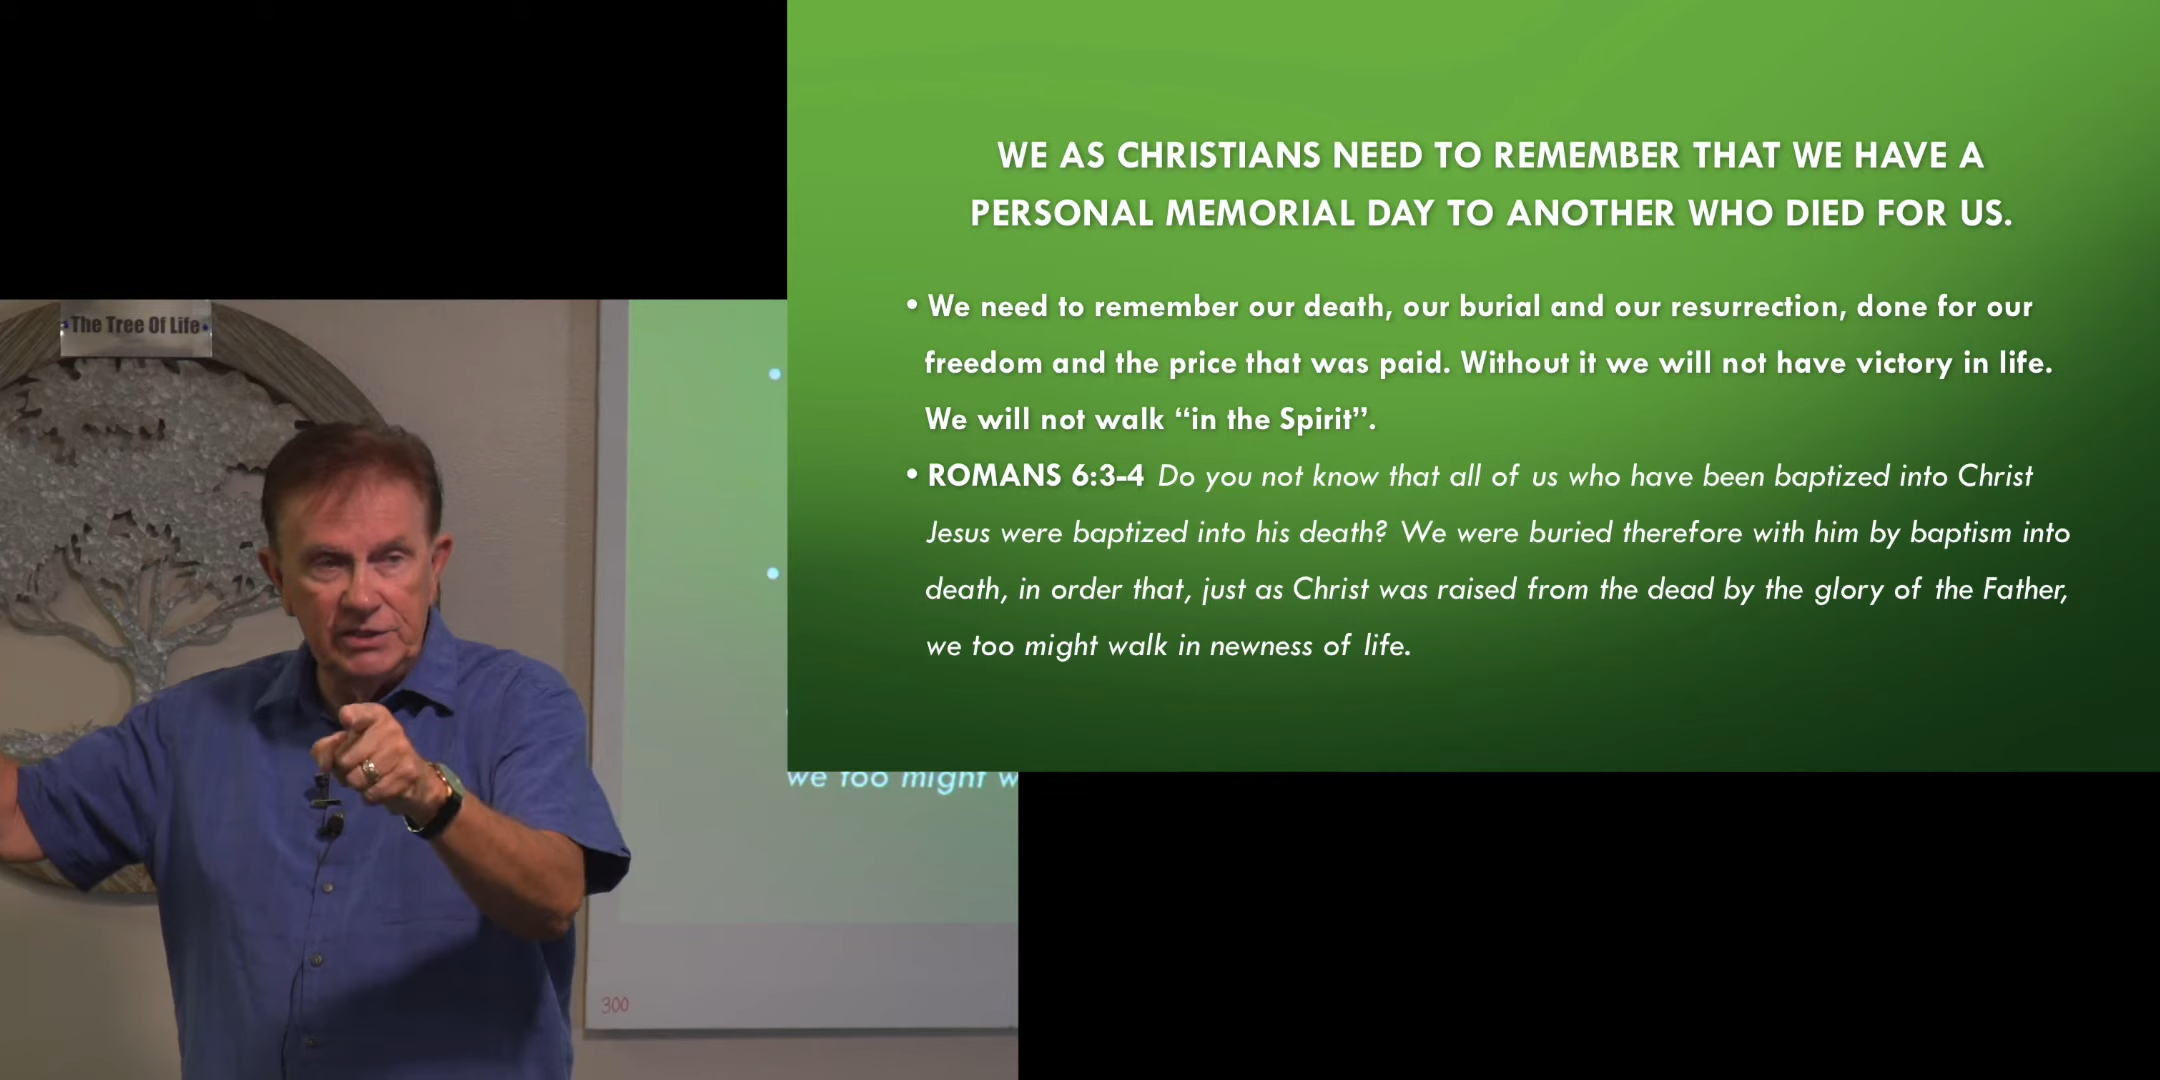 WE AS CHRISTIANS NEED TO REMEMBER THAT WE HAVE A
PERSONAL MEMORIAL DAY TO ANOTHER WHO DIED FOR US.
• We need to remember our death, our burial and our resurrection, done for our
freedom and the price that was paid. Without it we will not have victory in life.
We will not walk “in the Spirit”.
• ROMANS 6:3-4 Do you not know that all of us who have been baptized into Christ
Jesus were baptized into his death? We were buried therefore with him by baptism into
death, in order that, just as Christ was raised from the dead by the glory of the Father,
we too might walk in newness of life.
The Tree Of Life
we too might w
300